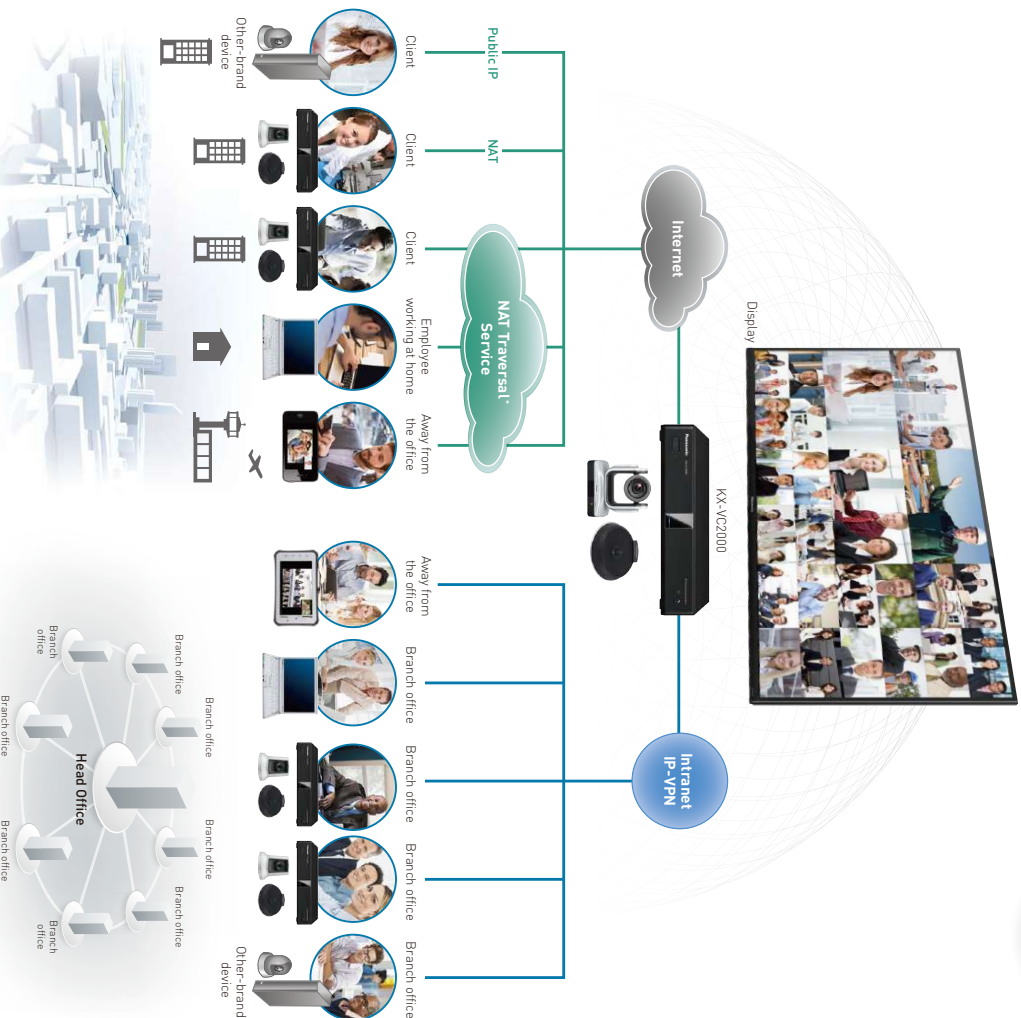 Display
KX-VC2000
Panasonic
Internet
Intranet
IP-VPN
Public IP
NAT
NAT Traversal*
Service
Client
Client
Client
Employee
working at home
Away from
the office
Away from
the office
Branch office
Branch office
Branch office
Branch office
Other-brand
device
Other-brand
device
Branch office
Branch office
Branch office
Branch office
Head Office
Branch
office
Branch
office
Branch office
Branch office